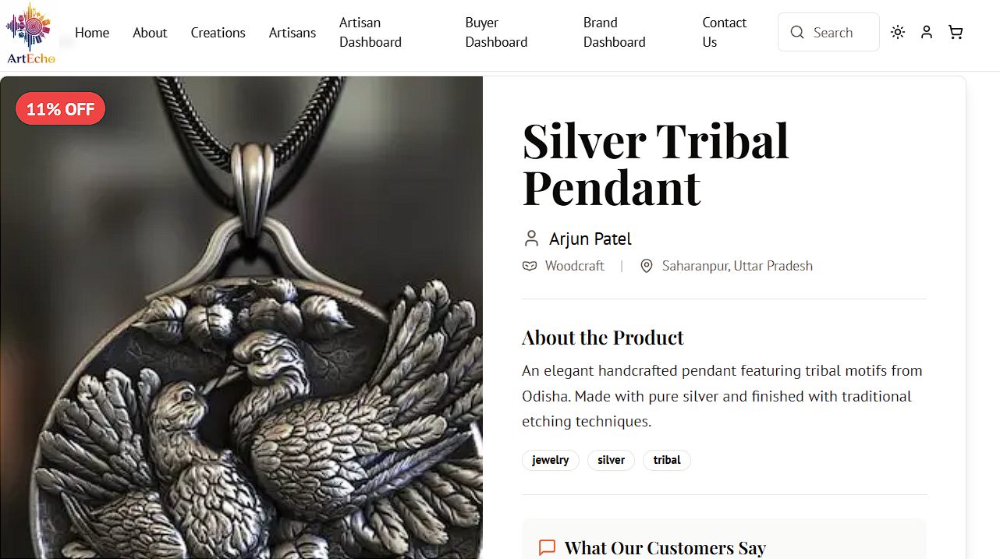 ArtEcho
Home
About
Creations
Artisans
Artisan
Dashboard
Buyer
Dashboard
Brand
Dashboard
Contact
Us
Search
11% OFF
Silver Tribal
Pendant
Arjun Patel
Woodcraft | Saharanpur, Uttar Pradesh
About the Product
An elegant handcrafted pendant featuring tribal motifs from
Odisha. Made with pure silver and finished with traditional
etching techniques.
jewelry silver tribal
What Our Customers Say